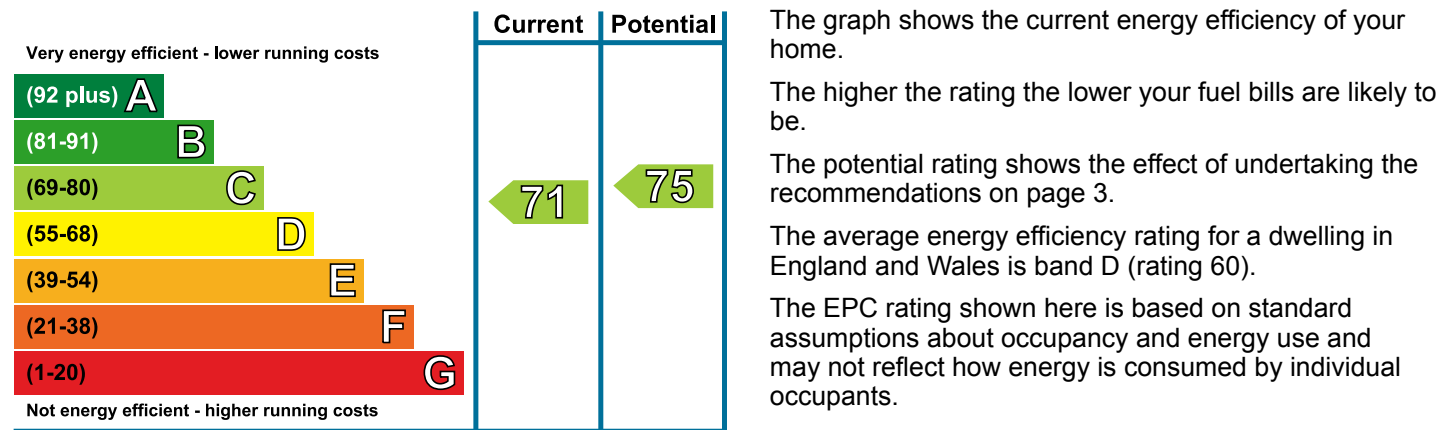 Current Potential
Very energy efficient - lower running costs
(92 plus) A
(81-91) B
(69-80) C
(55-68) D
(39-54) E
(21-38) F
(1-20) G
Not energy efficient - higher running costs
71
75
The graph shows the current energy efficiency of your
home.
The higher the rating the lower your fuel bills are likely to
be.
The potential rating shows the effect of undertaking the
recommendations on page 3.
The average energy efficiency rating for a dwelling in
England and Wales is band D (rating 60).
The EPC rating shown here is based on standard
assumptions about occupancy and energy use and
may not reflect how energy is consumed by individual
occupants.